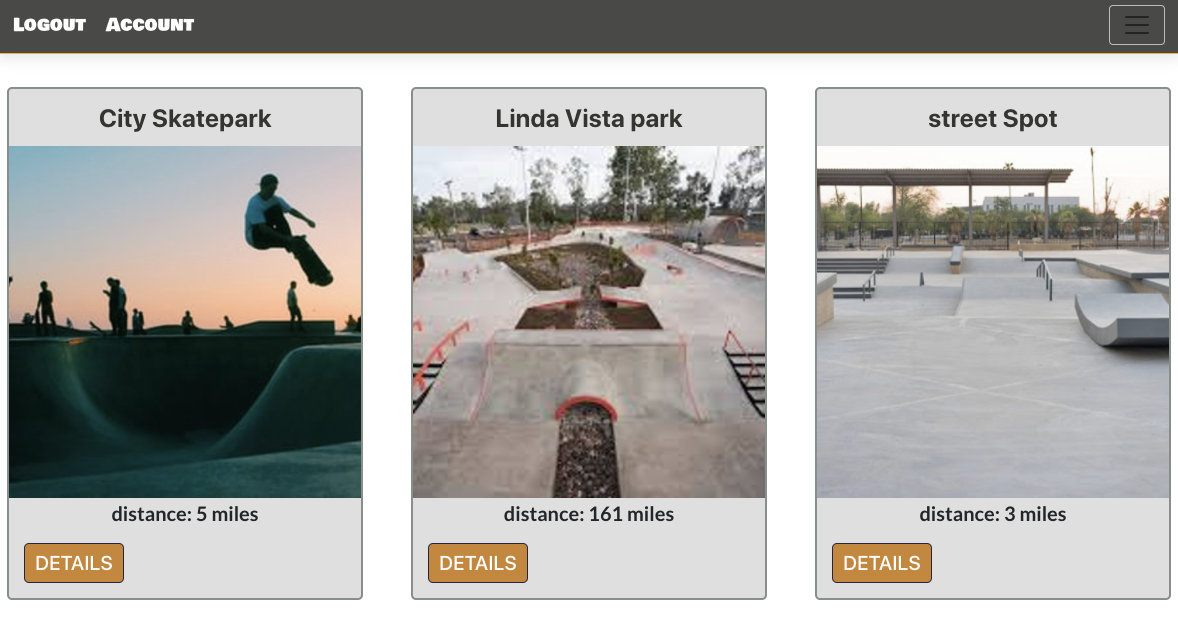 Logout Account
City Skatepark
Linda Vista park
street Spot
distance: 5 miles
distance: 161 miles
distance: 3 miles
DETAILS
DETAILS
DETAILS